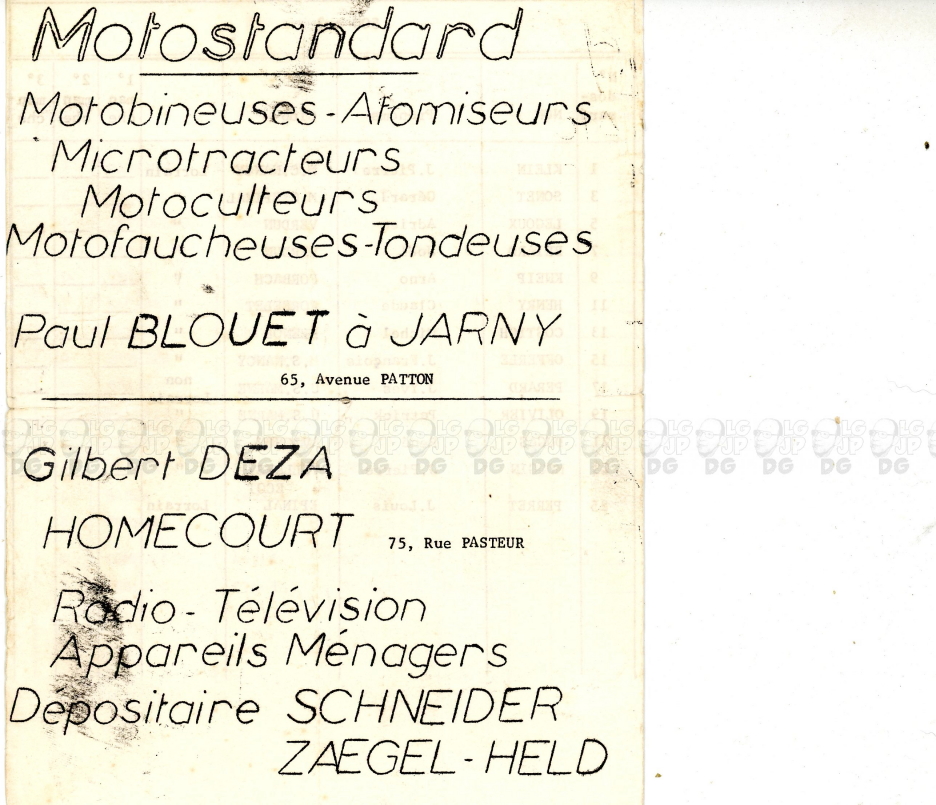 Motostandard
Motobineuses-Atomiseurs
Microtracteurs
Motoculteurs
Motofaucheuses-Tondeuses
Paul BLOUET à JARNY
65, Avenue PATTON
Gilbert DEZA
HOMECOURT 75, Rue PASTEUR
Radio-Télévision
Appareils Ménagers
Dépositaire SCHNEIDER
ZAEGEL-HELD